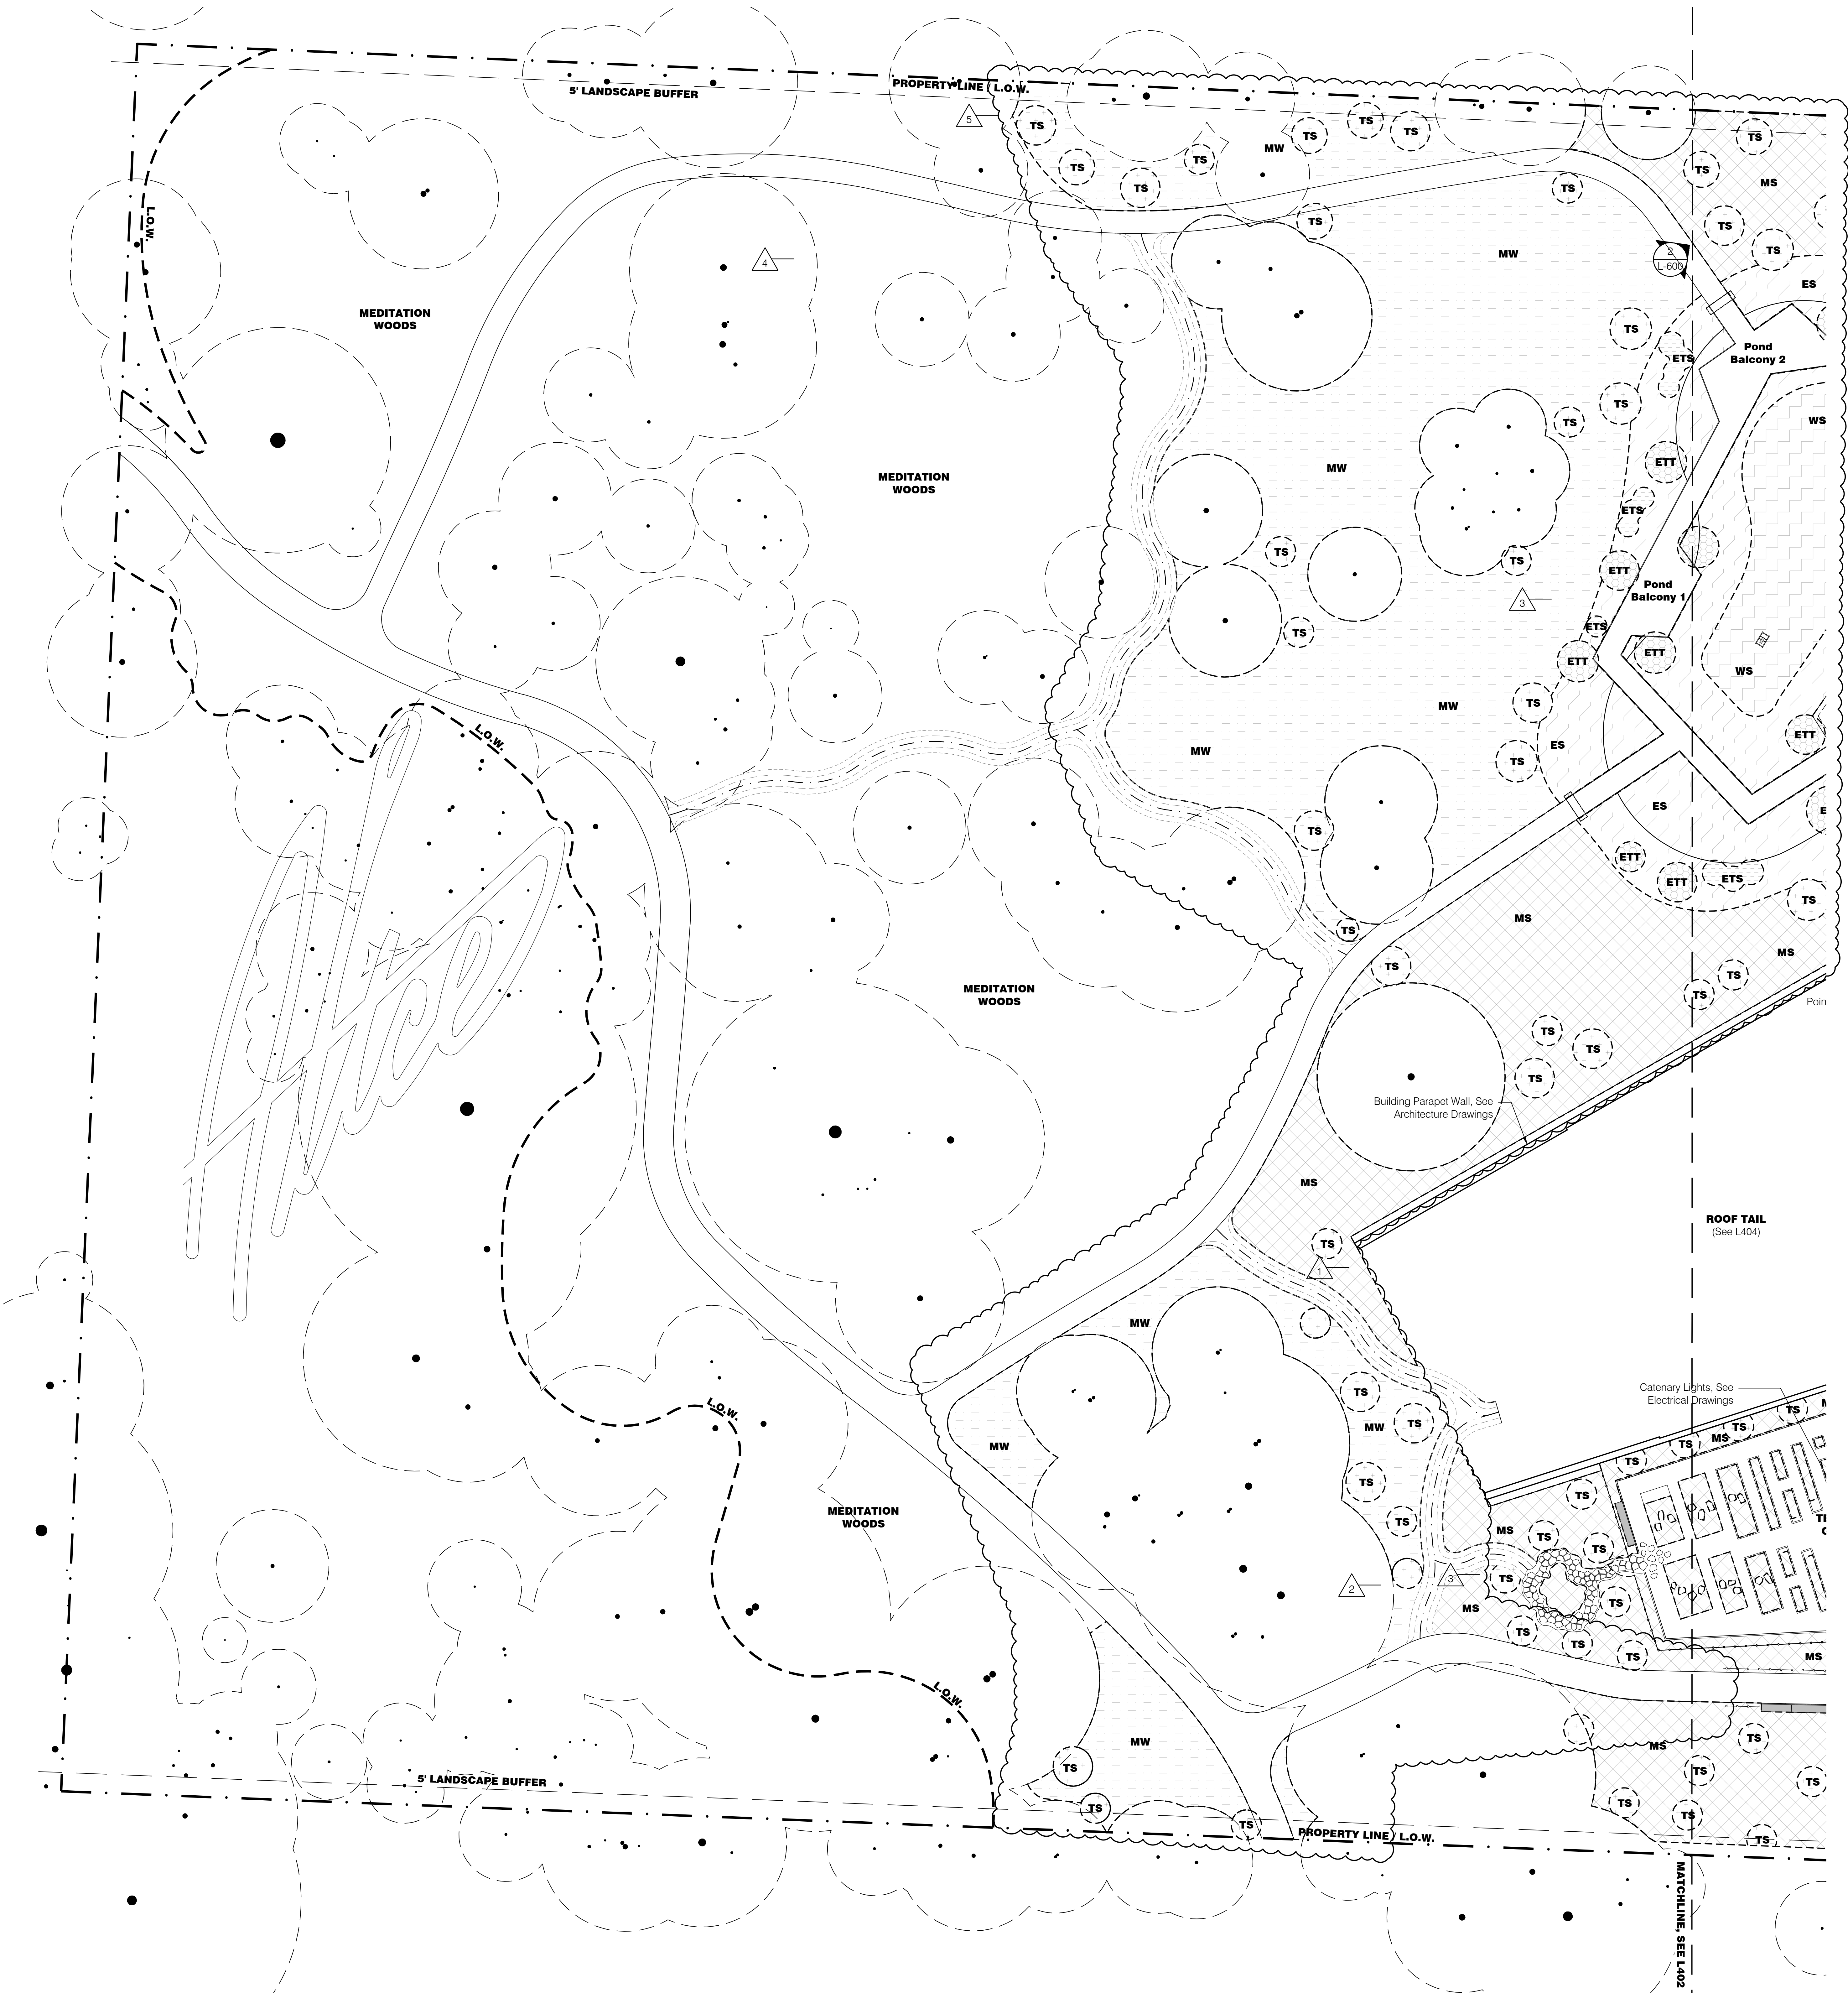 PROPERTY LINE / L.O.W.
5' LANDSCAPE BUFFER
5
TS
TS
TS
TS
TS
TS
TS
MW
TS
TS
TS
TS
TS
MS
TS
TS
L.O.W.
4
MW
2
L-600
ES
MEDITATION
WOODS
TS
Pond
Balcony 2
ETS
TS
TS
WS
ETT
MW
MEDITATION
WOODS
ETS
TS
TS
ETT
Pond
Balcony 1
3
ETS
TS
ETT
ETT
WS
TS
MW
ETT
L.O.W.
ES
MW
TS
ES
TS
ETT
ETT
ETS
TS
MS
TS
MS
TS
TS
TS
MEDITATION
WOODS
Poin
TS
TS
TS
Building Parapet Wall, See
Architecture Drawings
MS
ROOF TAIL
(See L404)
TS
1
MW
Catenary Lights, See
Electrical Drawings
TS
TS
L.O.W.
MW
TS
TS
MS
TS
MW
TS
TS
TS
MEDITATION
WOODS
TS
MS
TS
TS
2
3
TS
TS
MS
TS
TS
TS
MS
L.O.W.
MW
MS
TS
TS
TS
TS
5' LANDSCAPE BUFFER
TS
TS
TS
TS
PROPERTY LINE / L.O.W.
TS
MATCHLINE, SEE L402